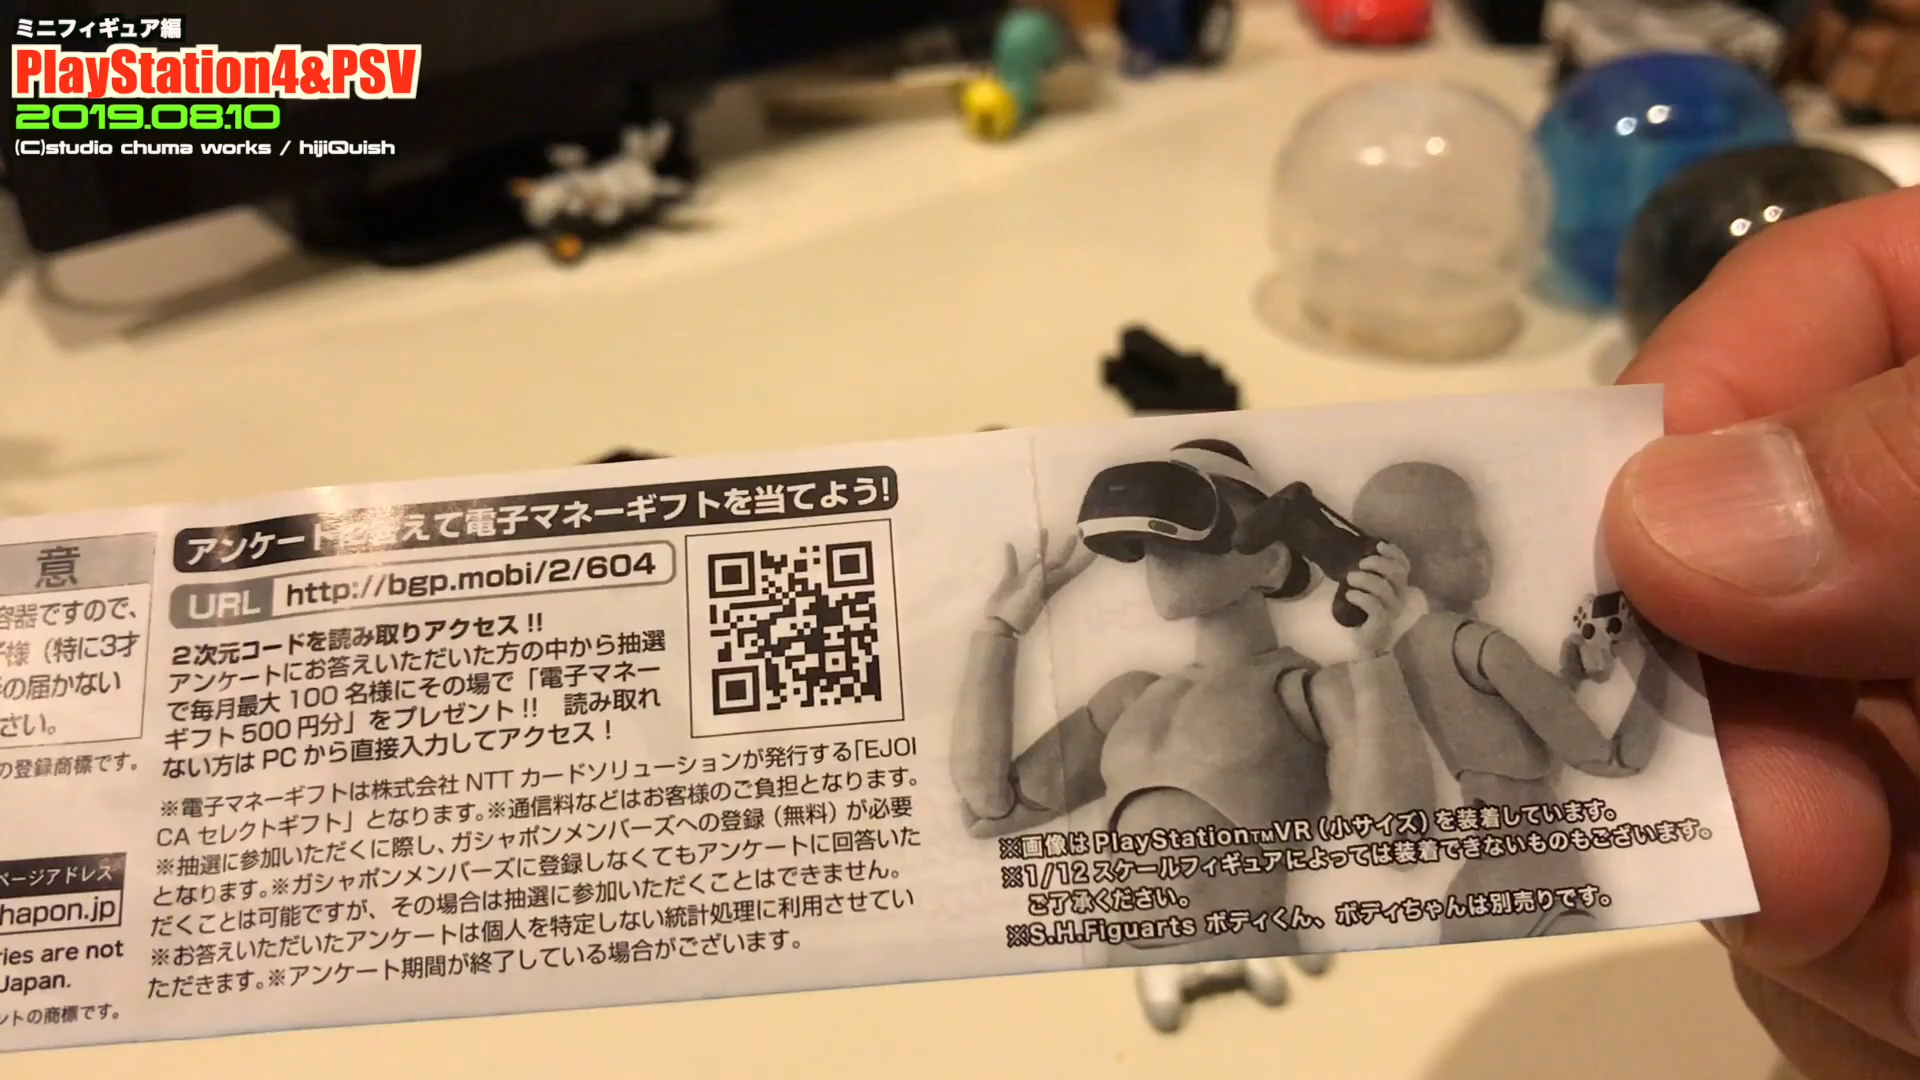 ミニフィギュア編
PlayStation4&PSV
2019.08.10
(C)studio chuma works / hijiQuish
意
容器ですので、
様（特に3才
の届かない
さい。
の登録商標です。
ページアドレス
hapon.jp
ries are not
Japan.
ントの商標です。
アンケートに答えて電子マネーギフトを当てよう!
URL http://bgp.mobi/2/604
2次元コードを読み取りアクセス!!
アンケートにお答えいただいた方の中から抽選
で毎月最大100名様にその場で「電子マネー
ギフト500円分」をプレゼント!! 読み取れ
ない方はPCから直接入力してアクセス!
※電子マネーギフトは株式会社NTTカードソリューションが発行する「EJOI
CAセレクトギフト」となります。※通信料などはお客様のご負担となります。
※抽選に参加いただくに際し、ガシャポンメンバーズへの登録（無料）が必要
となります。※ガシャポンメンバーズに登録しなくてもアンケートに回答いた
だくことは可能ですが、その場合は抽選に参加いただくことはできません。
※お答えいただいたアンケートは個人を特定しない統計処理に利用させてい
ただきます。※アンケート期間が終了している場合がございます。
※画像はPlayStation™VR（小サイズ）を装着しています。
※1/12スケールフィギュアによっては装着できないものもございます。
ご了承ください。
※S.H.Figuarts ボディくん、ボディちゃんは別売りです。